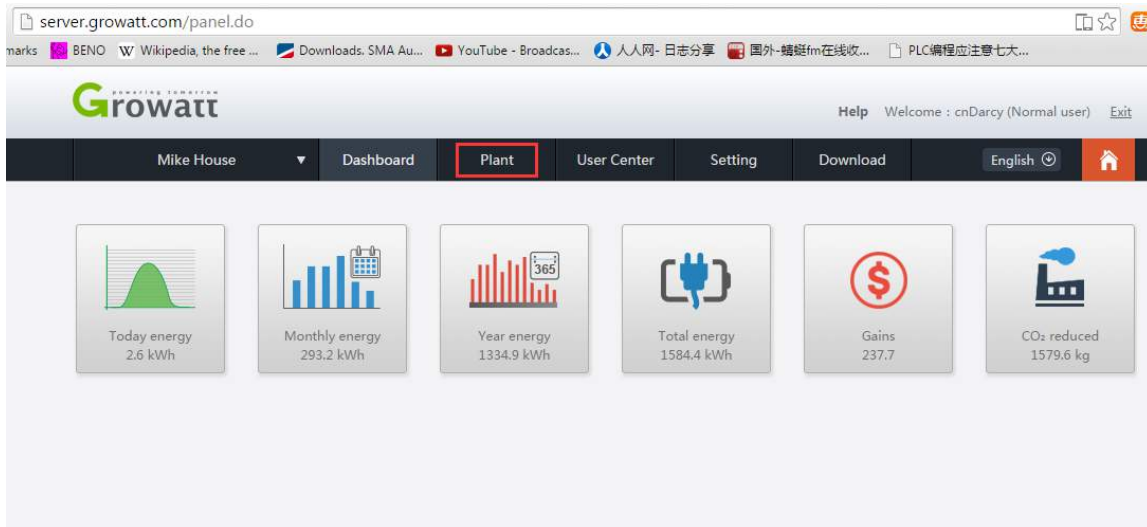 server.growatt.com/panel.do
marks BENO W Wikipedia, the free ... Downloads. SMA Au... YouTube - Broadcas... 人人网- 日志分享 国外-蜻蜓fm在线收... PLC编程应注意七大...
powering tomorrow
Growatt
Help Welcome : cnDarcy (Normal user) Exit
Mike House ▼ Dashboard Plant User Center Setting Download English
365
Today energy Monthly energy Year energy Total energy Gains CO₂ reduced
2.6 kWh 293.2 kWh 1334.9 kWh 1584.4 kWh 237.7 1579.6 kg